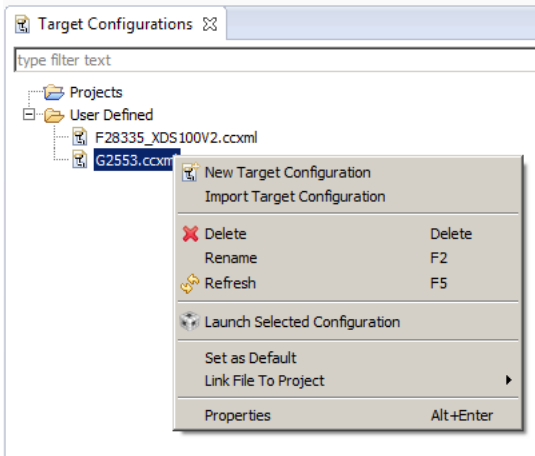 Target Configurations
type filter text
Projects
User Defined
F28335_XDS100V2.ccxml
G2553.ccxm
New Target Configuration
Import Target Configuration
Delete Delete
Rename F2
Refresh F5
Launch Selected Configuration
Set as Default
Link File To Project
Properties Alt+Enter